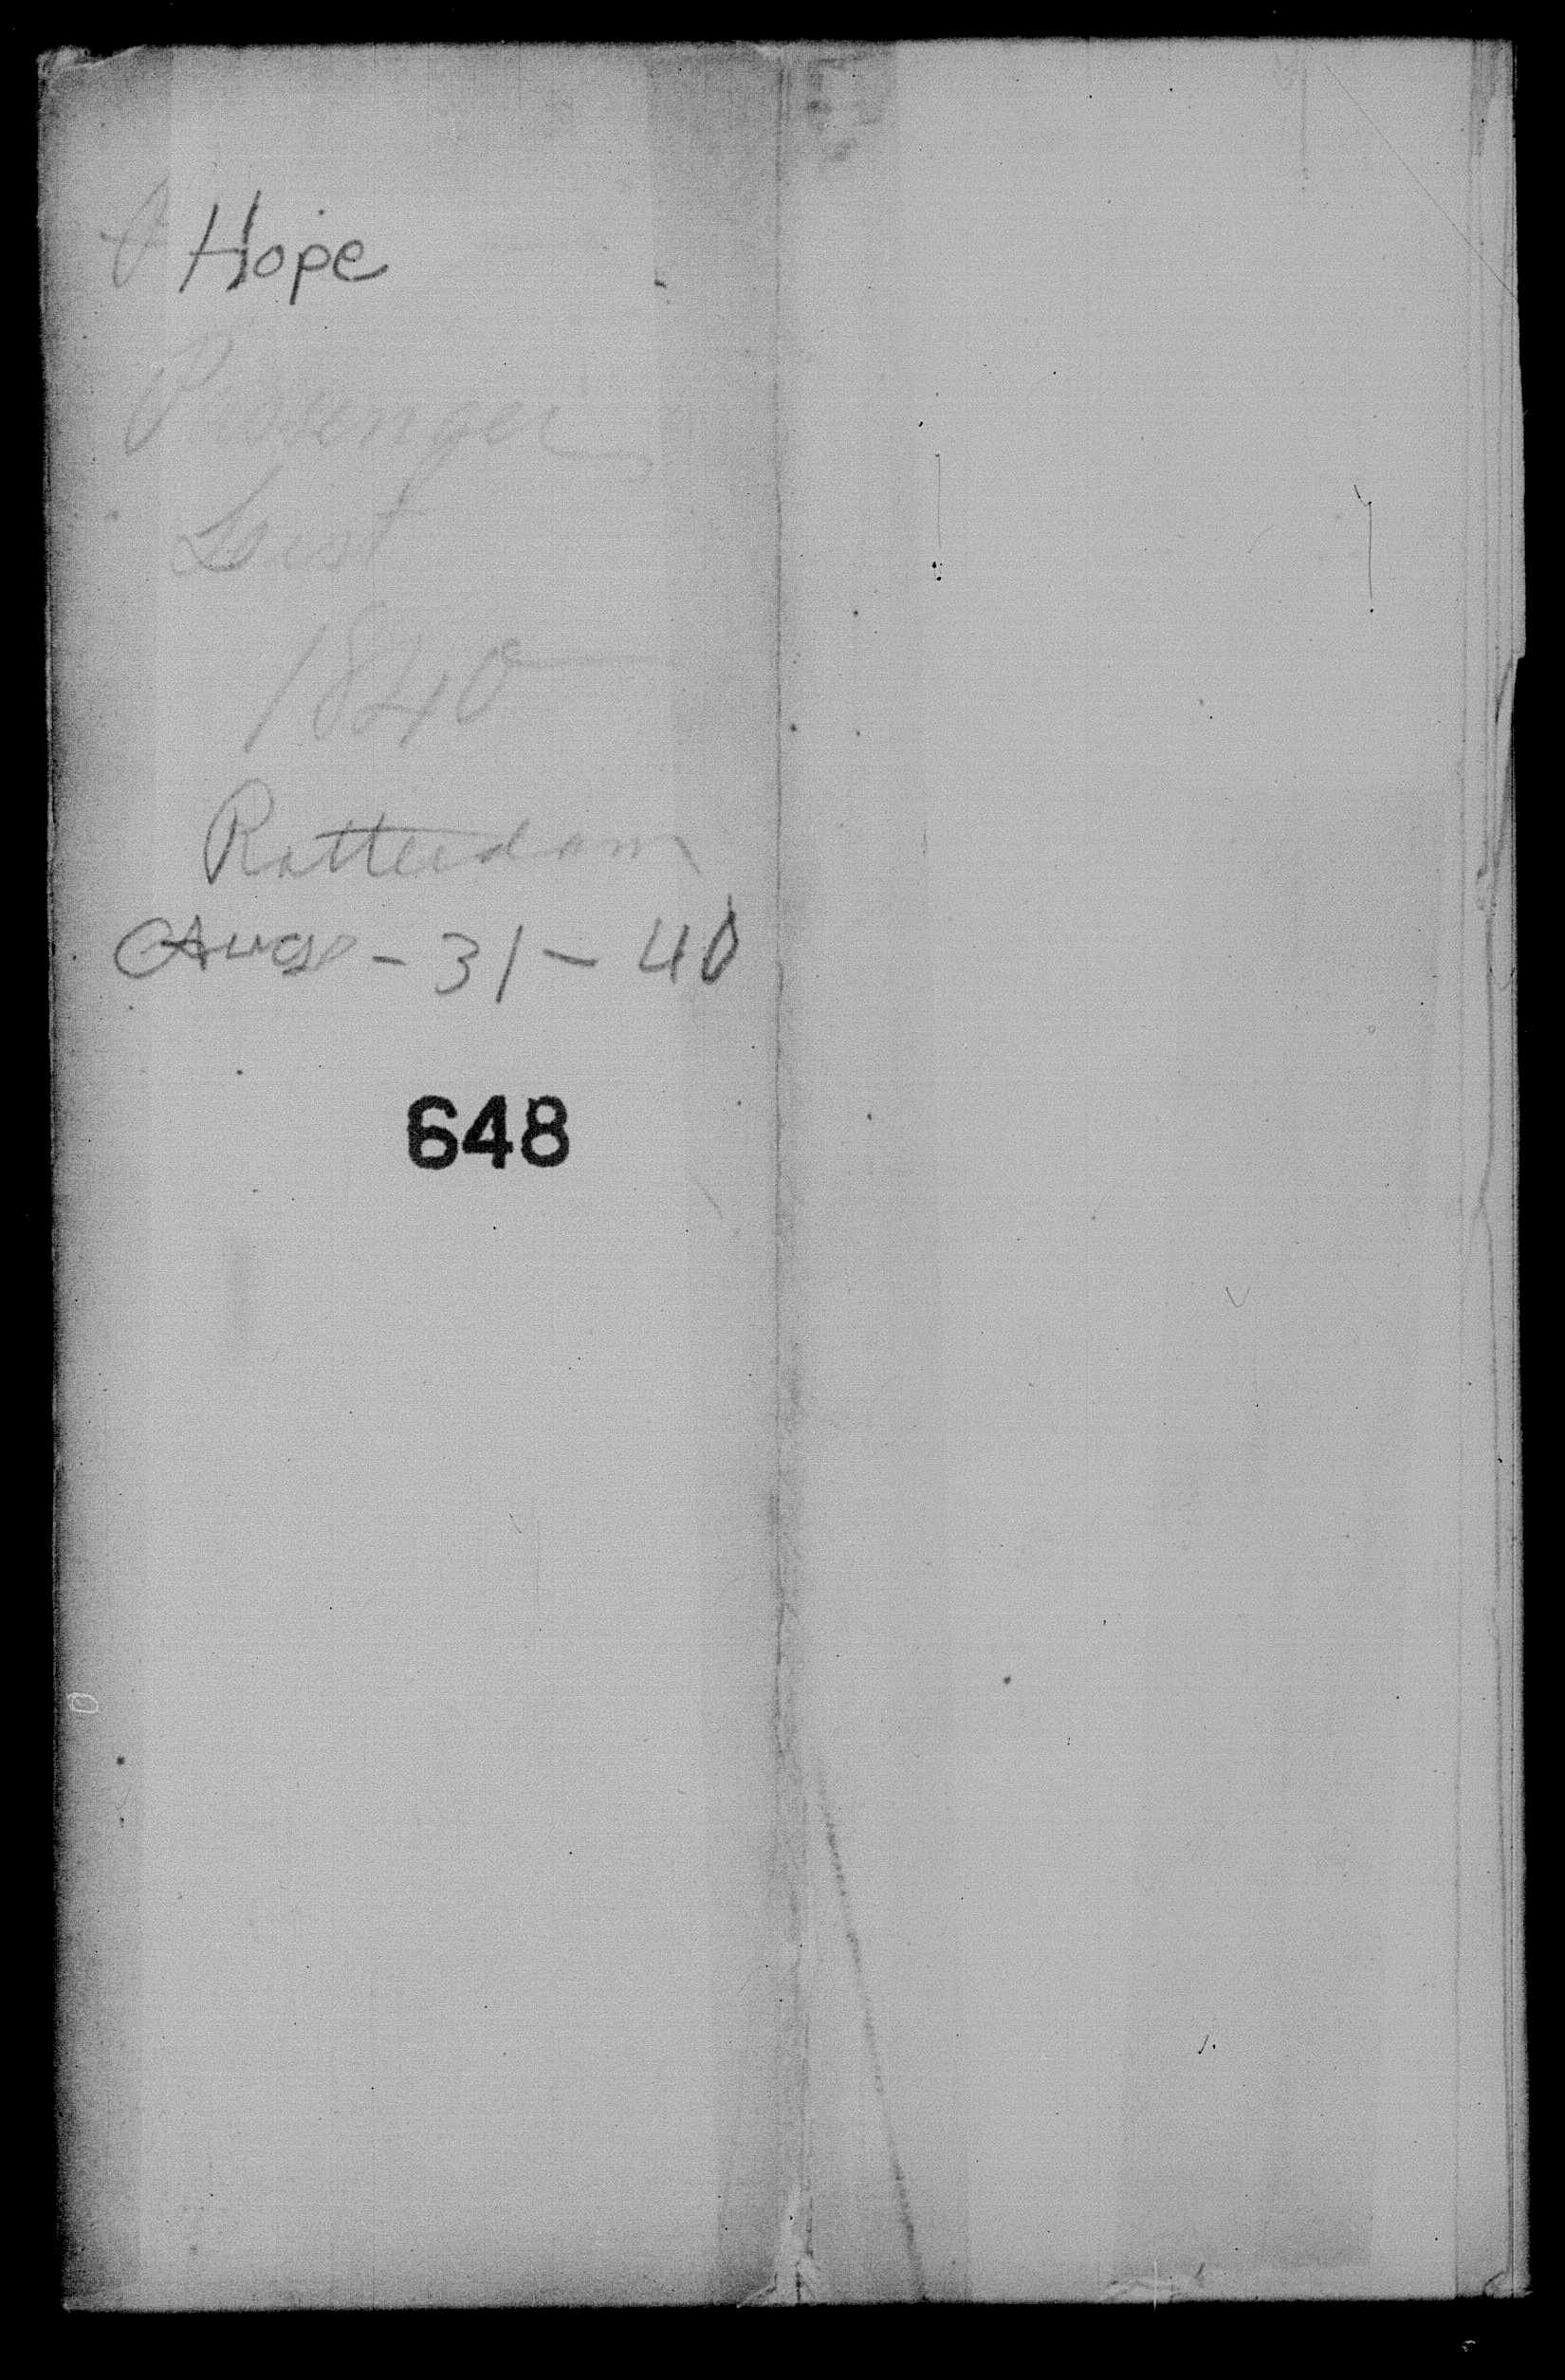 Hope
Passenger
List
1840
Rotterdam
Aug - 31 - 40
648